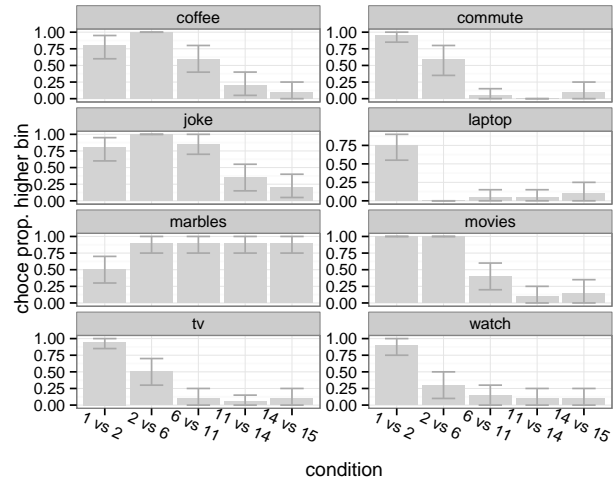 coffee commute
1.00 1.00
0.75 0.75
0.50 0.50
0.25 0.25
0.00 0.00
joke laptop
1.00
0.75 0.75
0.50 0.50
0.25 0.25
0.00 0.00
marbles movies
1.00 1.00
0.75 0.75
0.50 0.50
0.25 0.25
0.00 0.00
tv watch
1.00 1.00
0.75 0.75
0.50 0.50
0.25 0.25
0.00 0.00
1 vs 2 2 vs 6 6 vs 11 11 vs 14 14 vs 15 1 vs 2 2 vs 6 6 vs 11 11 vs 14 14 vs 15
condition
choce prop. higher bin